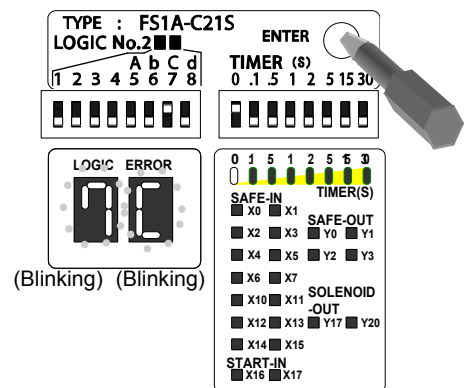 TYPE : FS1A-C21S
LOGIC No.2■■
ENTER
A b C d
1 2 3 4 5 6 7 8
TIMER (S)
0 .1 .5 1 2 5 15 30
LOGIC ERROR
7 C
(Blinking) (Blinking)
0 1 5 1 2 5 15 30
TIMER(S)
SAFE-IN
X0 X1
SAFE-OUT
X2 X3 Y0 Y1
X4 X5 Y2 Y3
X6 X7
SOLENOID
-OUT
X10 X11
X12 X13 Y17 Y20
X14 X15
START-IN
X16 X17